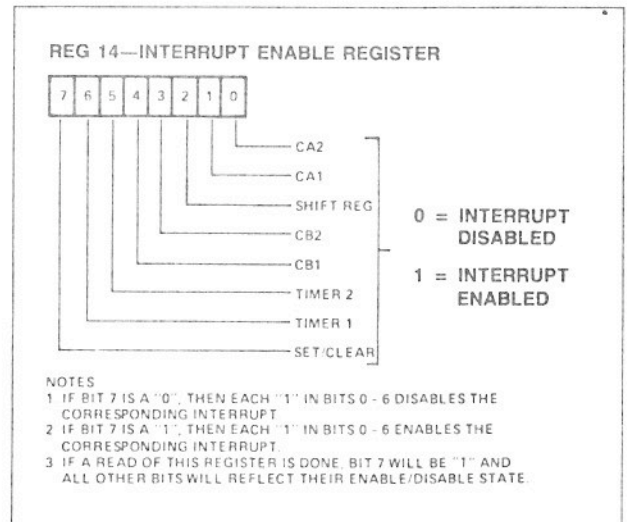 REG 14—INTERRUPT ENABLE REGISTER
7 6 5 4 3 2 1 0
CA2
CA1
SHIFT REG
CB2
CB1
TIMER 2
TIMER 1
SET/CLEAR
0 = INTERRUPT
DISABLED
1 = INTERRUPT
ENABLED
NOTES
1 IF BIT 7 IS A "0", THEN EACH "1" IN BITS 0 - 6 DISABLES THE
CORRESPONDING INTERRUPT
2 IF BIT 7 IS A "1", THEN EACH "1" IN BITS 0 - 6 ENABLES THE
CORRESPONDING INTERRUPT.
3 IF A READ OF THIS REGISTER IS DONE, BIT 7 WILL BE "1" AND
ALL OTHER BITS WILL REFLECT THEIR ENABLE/DISABLE STATE.